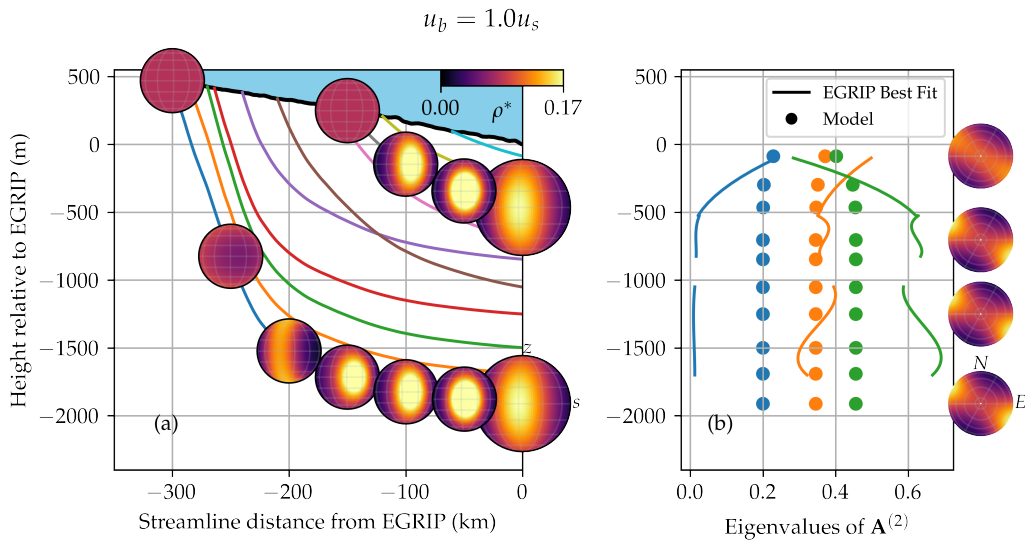 u_b = 1.0u_s
500
0
−500
−1000
−1500
−2000
Height relative to EGRIP (m)
0.00 ρ* 0.17
z
s
(a)
−300 −200 −100 0
Streamline distance from EGRIP (km)
500
0
−500
−1000
−1500
−2000
EGRIP Best Fit
Model
N
E
(b)
0.0 0.2 0.4 0.6
Eigenvalues of A^(2)